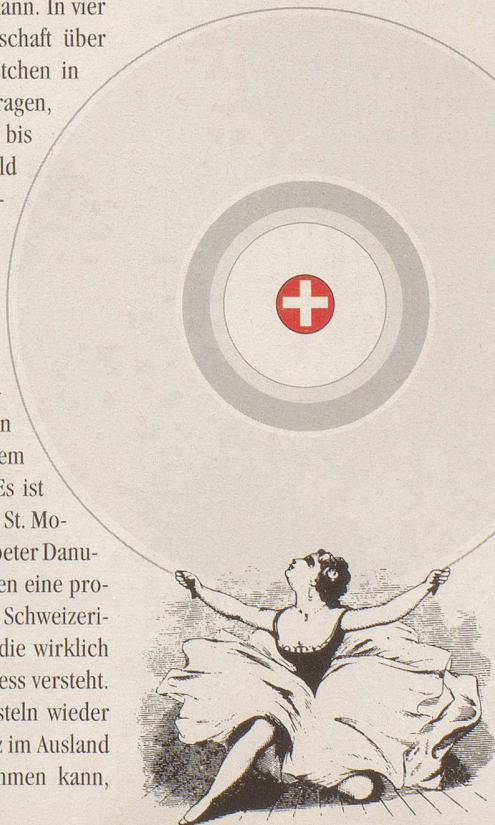 kann. In vier
schaft über
tchen in
ragen,
bis
ld
-
n
em
Es ist
St. Mo-
peter Danu-
en eine pro-
Schweizeri-
die wirklich
ess versteht.
steln wieder
z im Ausland
hmen kann,